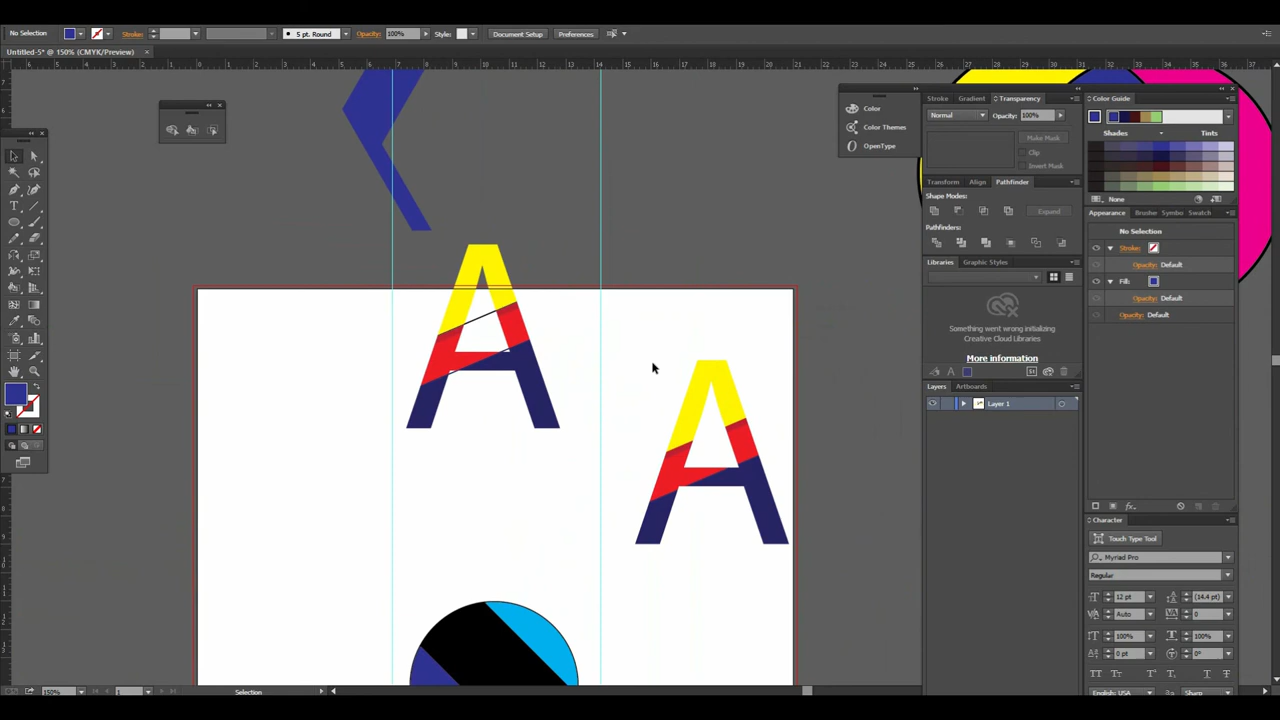 No Selection Stroke: 5 pt. Round Opacity: 100% Style: Document Setup Preferences
Untitled-5* @ 150% (CMYK/Preview) ×
Color
Color Themes
OpenType
Stroke Gradient Transparency
Normal Opacity: 100%
Make Mask
Clip
Invert Mask
Transform Align Pathfinder
Shape Modes:
Expand
Pathfinders:
Libraries Graphic Styles
Something went wrong initializing
Creative Cloud Libraries
More information
Layers Artboards
Layer 1
Color Guide
Shades Tints
None
Appearance Brushe Symbo Swatch
No Selection
Stroke:
Opacity: Default
Fill:
Opacity: Default
Opacity: Default
Character
Touch Type Tool
Myriad Pro
Regular
12 pt (14.4 pt)
Auto 0
100% 100%
0 pt 0°
English: USA Sharp
A
A
150% 1 Selection